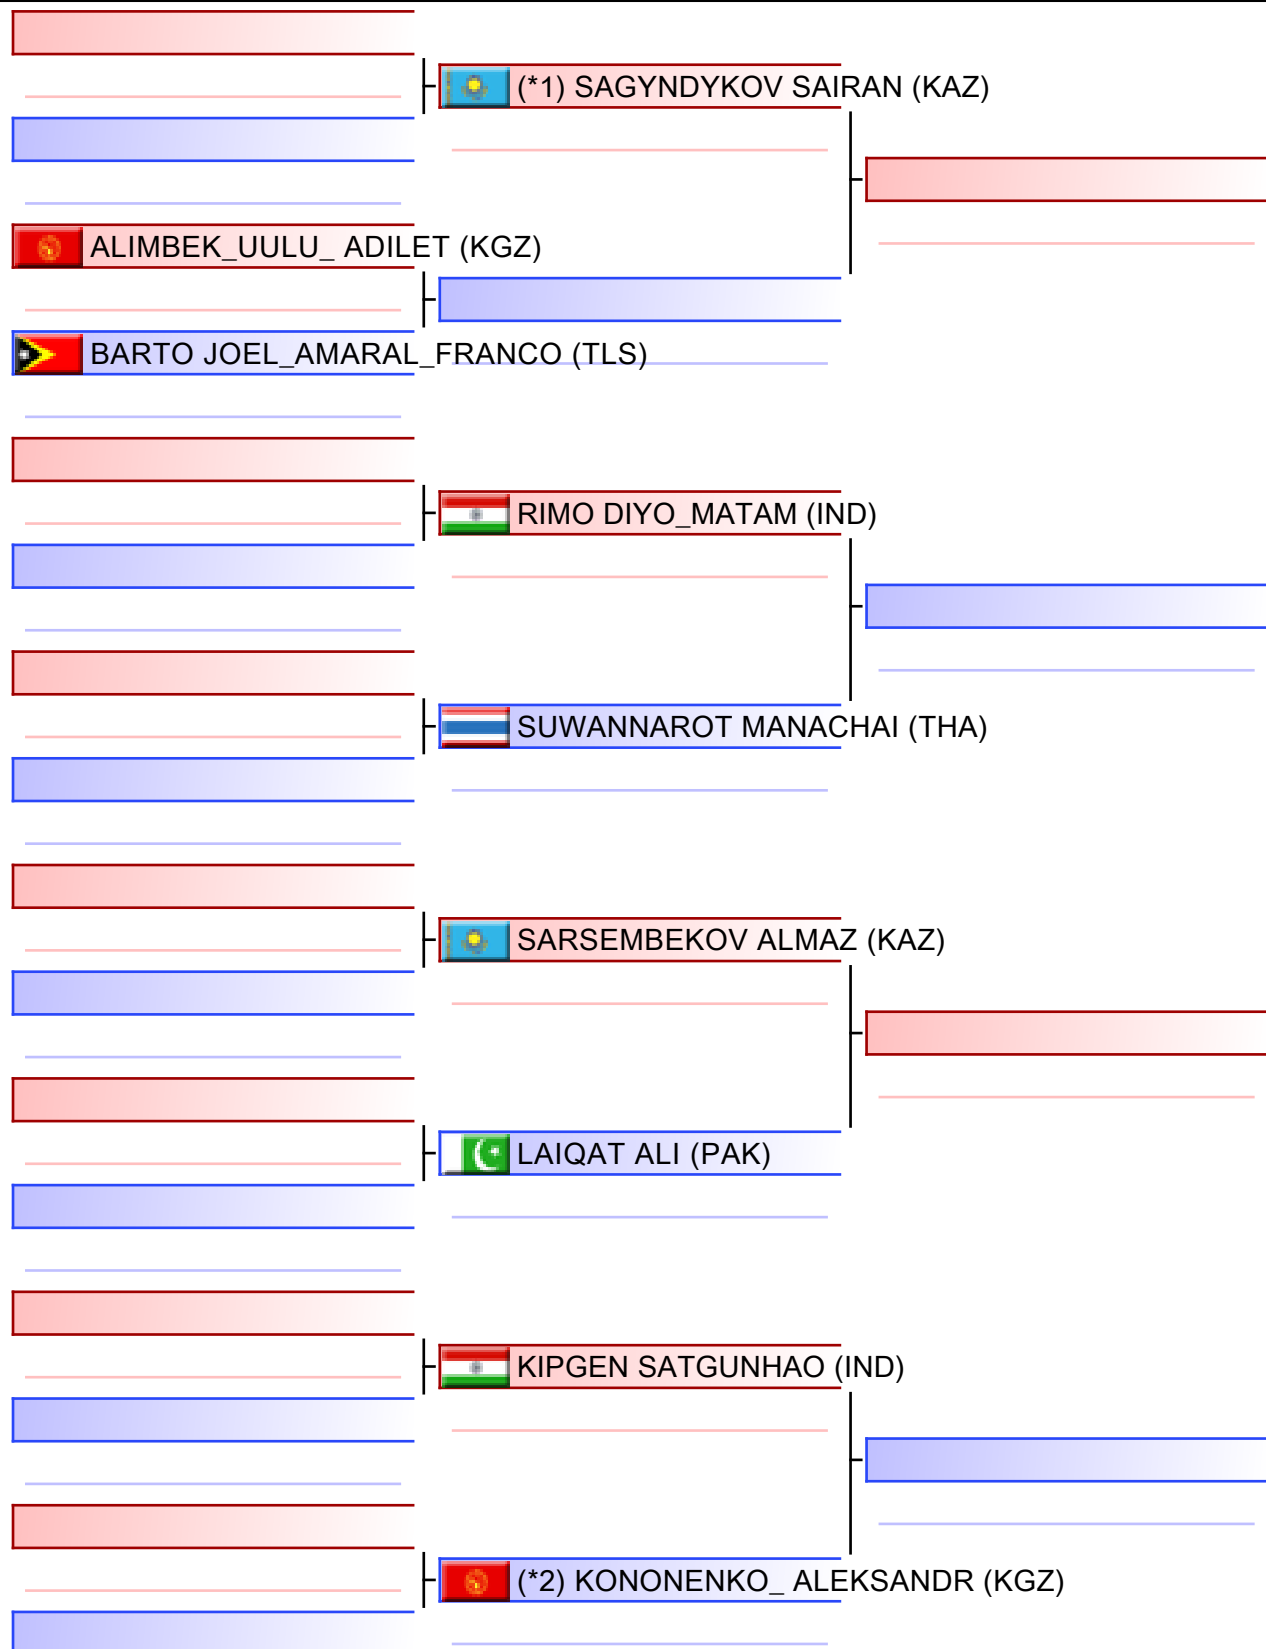 (*1) SAGYNDYKOV SAIRAN (KAZ)
ALIMBEK_UULU_ ADILET (KGZ)
BARTO JOEL_AMARAL_FRANCO (TLS)
RIMO DIYO_MATAM (IND)
SUWANNAROT MANACHAI (THA)
SARSEMBEKOV ALMAZ (KAZ)
LAIQAT ALI (PAK)
KIPGEN SATGUNHAO (IND)
(*2) KONONENKO_ ALEKSANDR (KGZ)